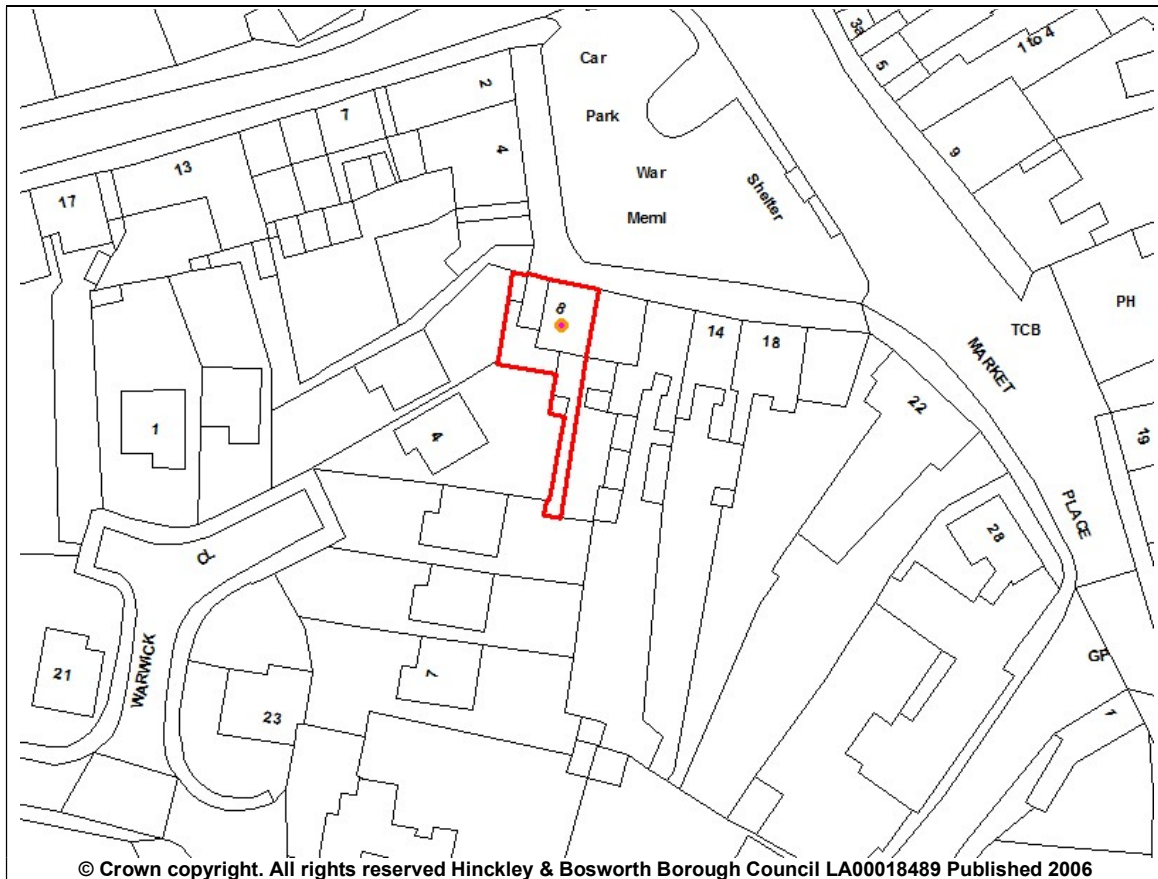 3a
1 to 4
5
Car
2
7
Park
13
4
9
War
17
Shelter
Meml
8
PH
TCB
14
18
MARKET
22
1
4
19
PLACE
28
CL
WARWICK
GP
21
7
23
1
© Crown copyright. All rights reserved Hinckley & Bosworth Borough Council LA00018489 Published 2006